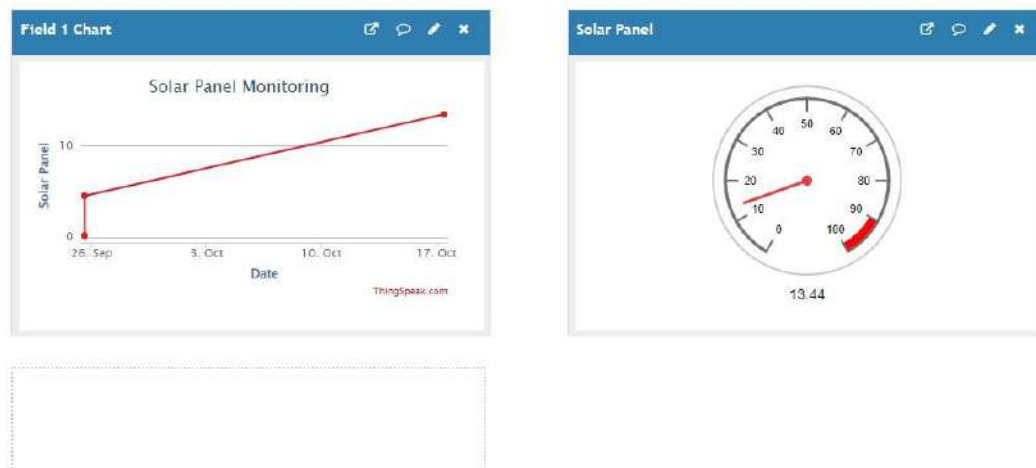 Field 1 Chart
Solar Panel Monitoring
Solar Panel
10
0
26. Sep
3. Oct
10. Oct
17. Oct
Date
ThingSpeak.com
Solar Panel
0
10
20
30
40
50
60
70
80
90
100
13.44